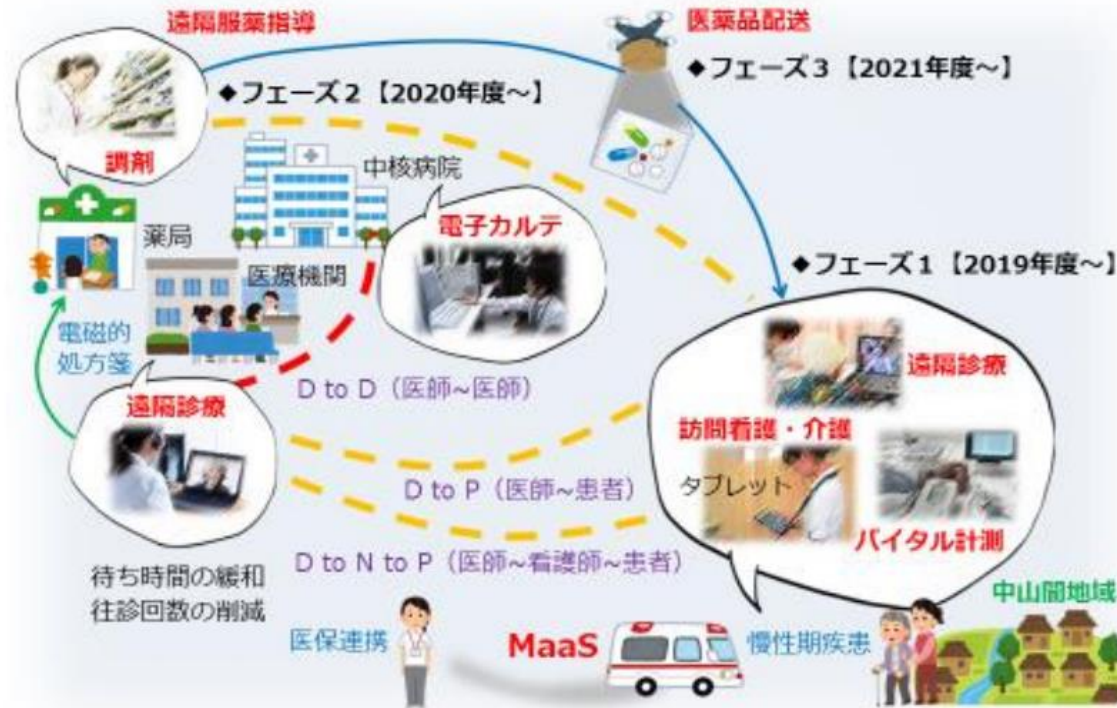 遠隔服薬指導
医薬品配送
◆フェーズ2【2020年度~】
◆フェーズ3【2021年度~】
調剤
中核病院
電子カルテ
薬局
医療機関
◆フェーズ1【2019年度~】
電磁的
処方箋
遠隔診療
D to D（医師~医師）
遠隔診療
訪問看護・介護
タブレット
D to P（医師~患者）
バイタル計測
D to N to P（医師~看護師~患者）
待ち時間の緩和
往診回数の削減
中山間地域
医保連携
MaaS
慢性期疾患